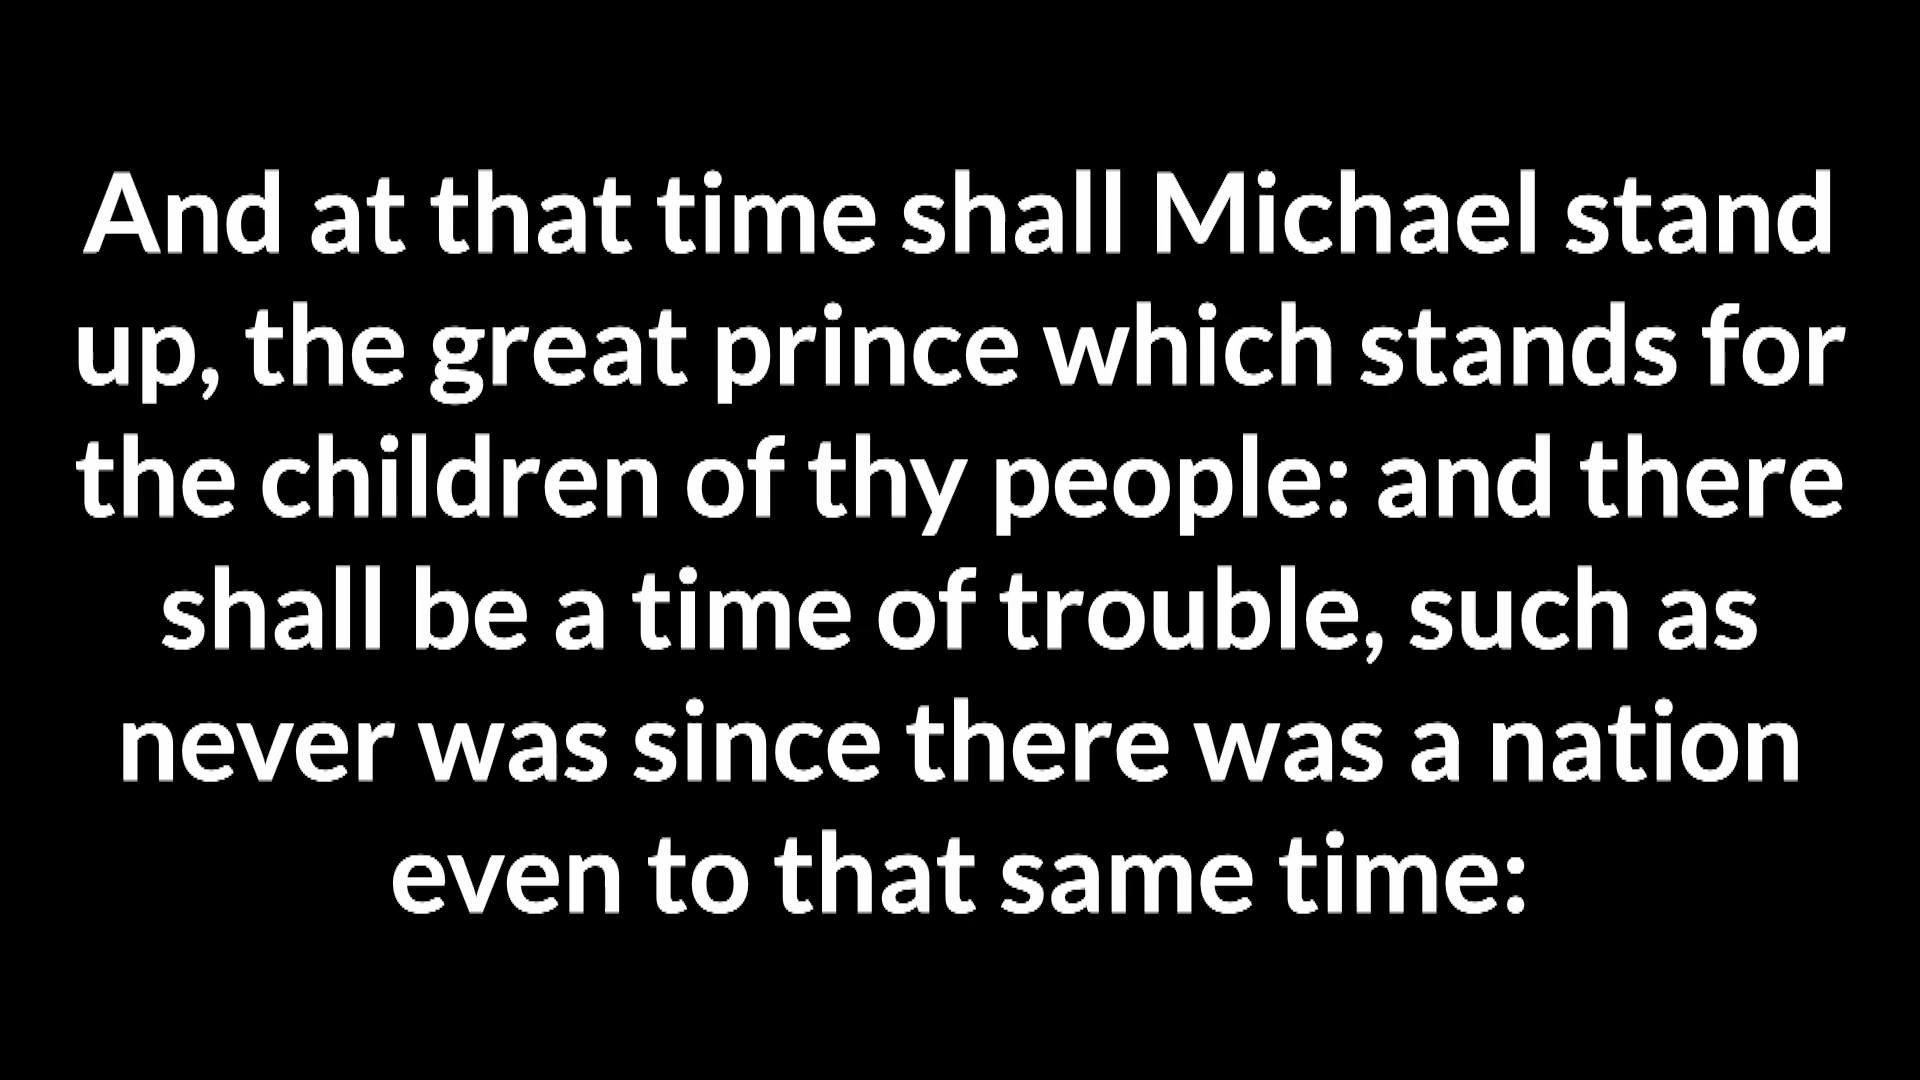 And at that time shall Michael stand
up, the great prince which stands for
the children of thy people: and there
shall be a time of trouble, such as
never was since there was a nation
even to that same time: